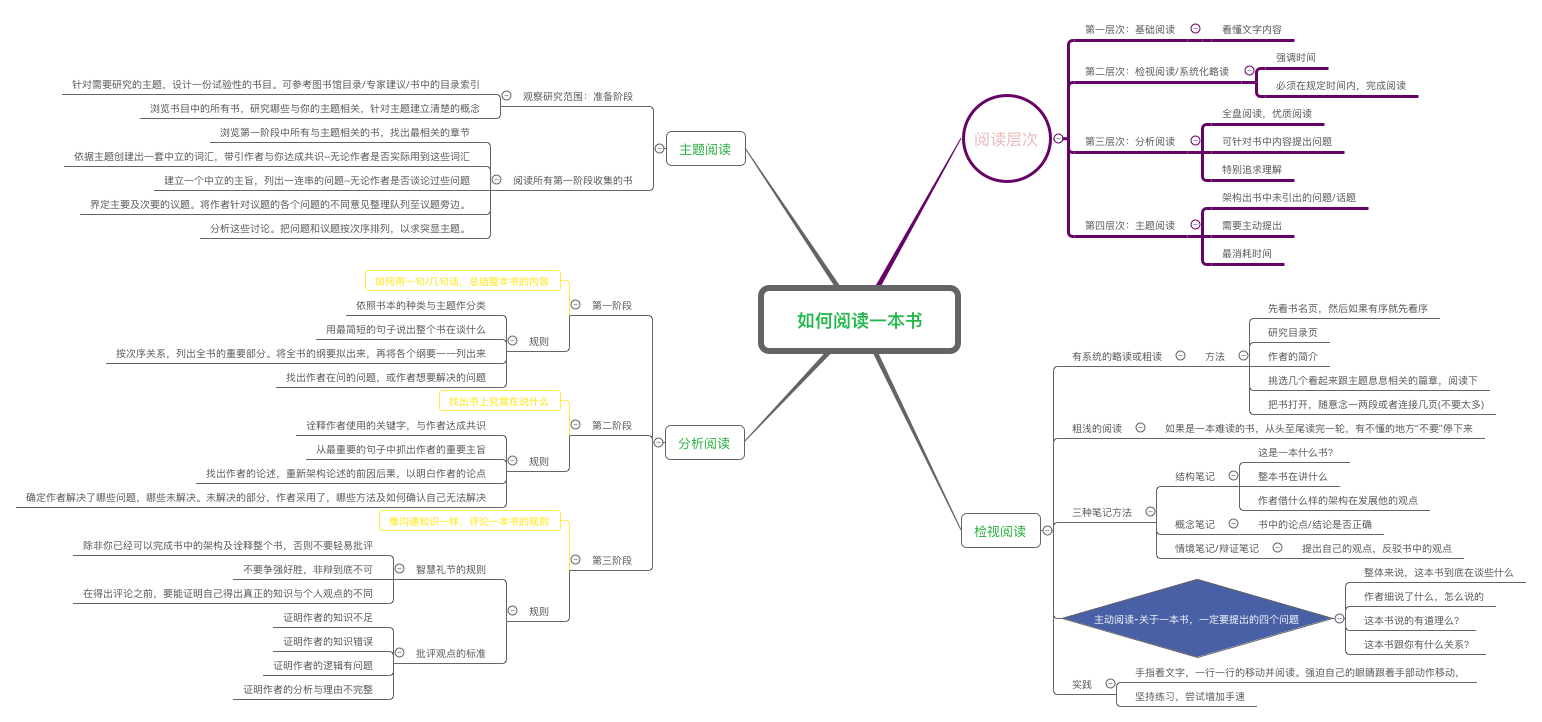 如何阅读一本书
阅读层次
第一层次：基础阅读
看懂文字内容
第二层次：检视阅读/系统化略读
强调时间
必须在规定时间内，完成阅读
第三层次：分析阅读
全盘阅读，优质阅读
可针对书中内容提出问题
特别追求理解
第四层次：主题阅读
架构出书中未引出的问题/话题
需要主动提出
最消耗时间
检视阅读
有系统的略读或粗读
方法
先看书名页，然后如果有序就先看序
研究目录页
作者的简介
挑选几个看起来跟主题息息相关的篇章，阅读下
把书打开，随意念一两段或者连接几页(不要太多)
粗浅的阅读
如果是一本难读的书，从头至尾读完一轮，有不懂的地方"不要"停下来
三种笔记方法
结构笔记
这是一本什么书?
整本书在讲什么
作者借什么样的架构在发展他的观点
概念笔记
书中的论点/结论是否正确
情境笔记/辩证笔记
提出自己的观点，反驳书中的观点
主动阅读-关于一本书，一定要提出的四个问题
整体来说，这本书到底在谈些什么
作者细说了什么，怎么说的
这本书说的有道理么?
这本书跟你有什么关系?
实践
手指着文字，一行一行的移动并阅读。强迫自己的眼睛跟着手部动作移动，
坚持练习，尝试增加手速
主题阅读
观察研究范围：准备阶段
针对需要研究的主题，设计一份试验性的书目。可参考图书馆目录/专家建议/书中的目录索引
浏览书目中的所有书，研究哪些与你的主题相关，针对主题建立清楚的概念
阅读所有第一阶段收集的书
浏览第一阶段中所有与主题相关的书，找出最相关的章节
依据主题创建出一套中立的词汇，带引作者与你达成共识--无论作者是否实际用到这些词汇
建立一个中立的主旨，列出一连串的问题--无论作者是否谈论过些问题
界定主要及次要的议题。将作者针对议题的各个问题的不同意见整理队列至议题旁边。
分析这些讨论。把问题和议题按次序排列，以求突显主题。
分析阅读
第一阶段
如何用一句/几句话，总结整本书的内容
规则
依照书本的种类与主题作分类
用最简短的句子说出整个书在谈什么
按次序关系，列出全书的重要部分。将全书的纲要拟出来，再将各个纲要一一列出来
找出作者在问的问题，或作者想要解决的问题
第二阶段
找出书上究竟在说什么
规则
诠释作者使用的关键字，与作者达成共识
从最重要的句子中抓出作者的重要主旨
找出作者的论述，重新架构论述的前因后果，以明白作者的论点
确定作者解决了哪些问题，哪些未解决。未解决的部分，作者采用了，哪些方法及如何确认自己无法解决
第三阶段
像沟通知识一样，评论一本书的规则
规则
智慧礼节的规则
除非你已经可以完成书中的架构及诠释整个书，否则不要轻易批评
不要争强好胜，非辩到底不可
在得出评论之前，要能证明自己得出真正的知识与个人观点的不同
批评观点的标准
证明作者的知识不足
证明作者的知识错误
证明作者的逻辑有问题
证明作者的分析与理由不完整